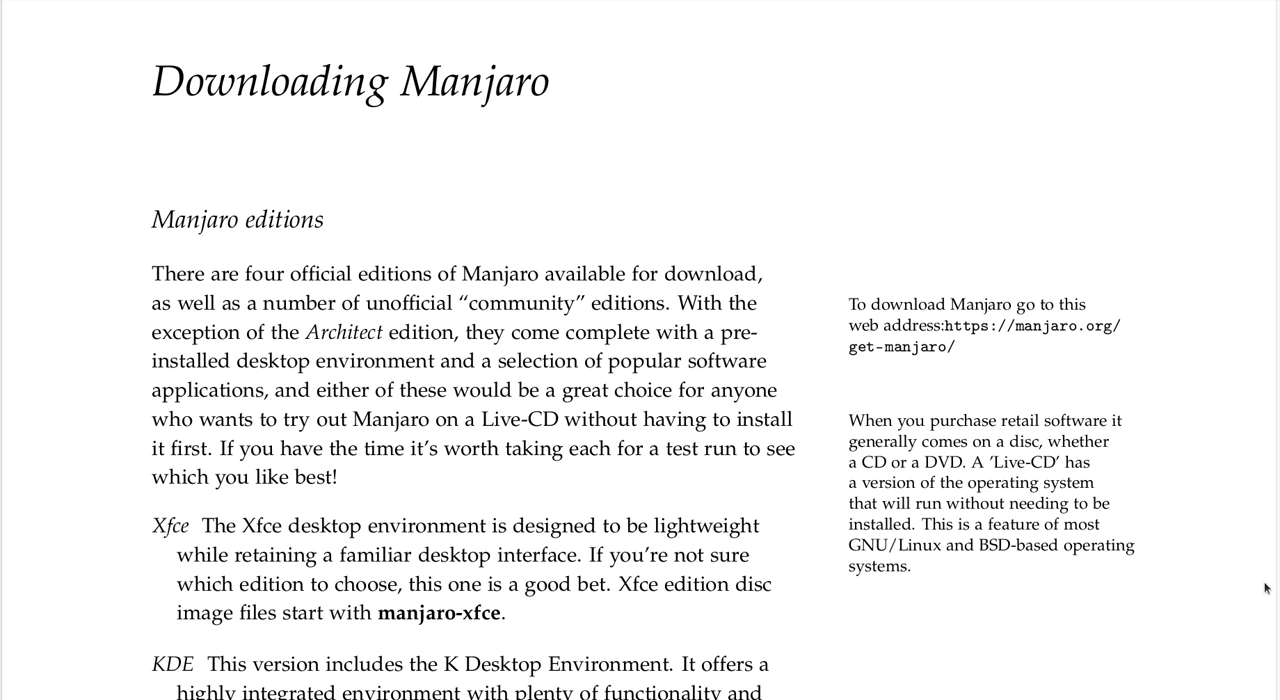 Downloading Manjaro
Manjaro editions
There are four official editions of Manjaro available for download,
as well as a number of unofficial “community” editions. With the
exception of the Architect edition, they come complete with a pre-
installed desktop environment and a selection of popular software
applications, and either of these would be a great choice for anyone
who wants to try out Manjaro on a Live-CD without having to install
it first. If you have the time it’s worth taking each for a test run to see
which you like best!
Xfce The Xfce desktop environment is designed to be lightweight
while retaining a familiar desktop interface. If you’re not sure
which edition to choose, this one is a good bet. Xfce edition disc
image files start with manjaro-xfce.
KDE This version includes the K Desktop Environment. It offers a
highly integrated environment with plenty of functionality and
To download Manjaro go to this
web address:https://manjaro.org/
get-manjaro/
When you purchase retail software it
generally comes on a disc, whether
a CD or a DVD. A ’Live-CD’ has
a version of the operating system
that will run without needing to be
installed. This is a feature of most
GNU/Linux and BSD-based operating
systems.